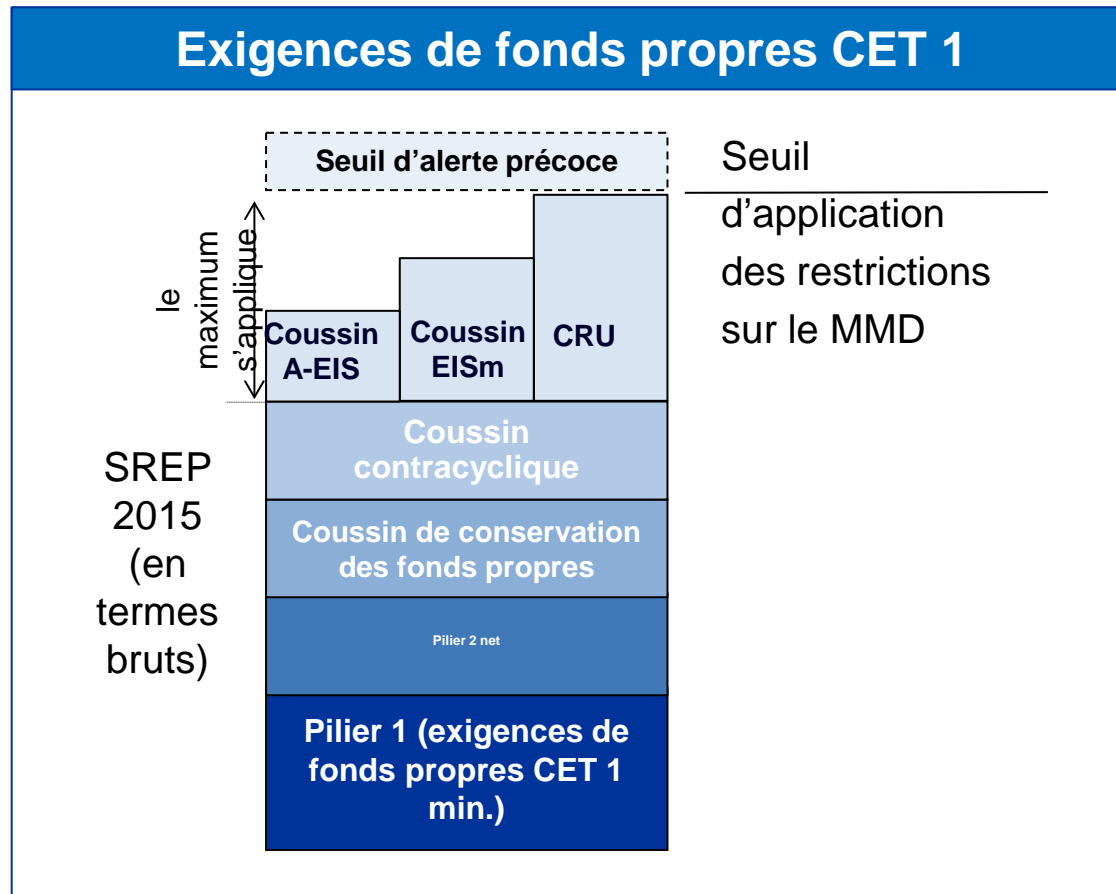 Exigences de fonds propres CET 1
Seuil d’alerte précoce
Seuil
d’application
des restrictions
sur le MMD
le
maximum
s’applique
Coussin
A-EIS
Coussin
EISm
CRU
Coussin
contracyclique
SREP
2015
(en
termes
bruts)
Coussin de conservation
des fonds propres
Pilier 2 net
Pilier 1 (exigences de
fonds propres CET 1
min.)